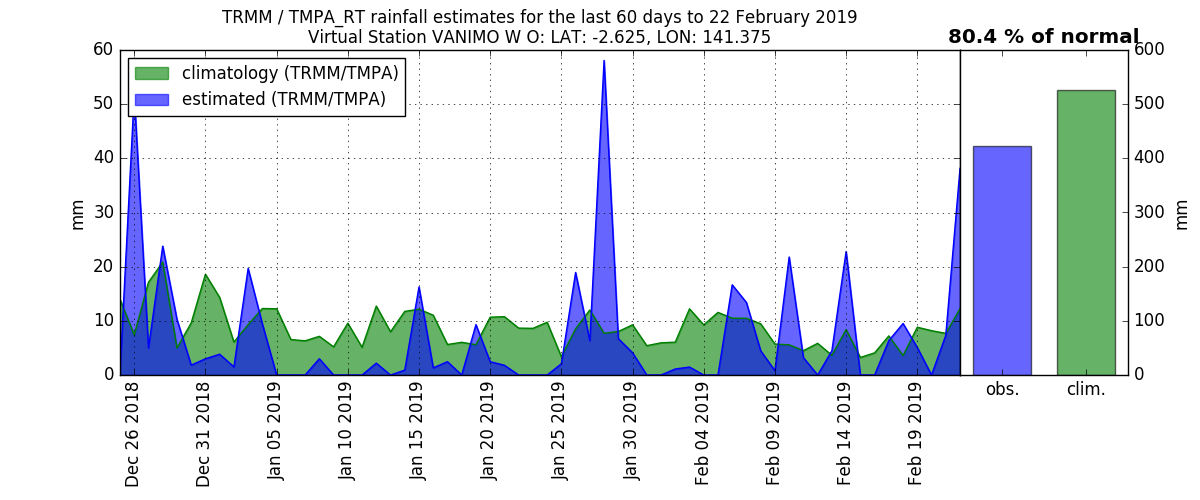 TRMM / TMPA_RT rainfall estimates for the last 60 days to 22 February 2019
Virtual Station VANIMO W O: LAT: -2.625, LON: 141.375
80.4 % of normal
climatology (TRMM/TMPA)
estimated (TRMM/TMPA)
60
50
40
30
20
10
0
mm
600
500
400
300
200
100
0
mm
obs.
clim.
Dec 26 2018
Dec 31 2018
Jan 05 2019
Jan 10 2019
Jan 15 2019
Jan 20 2019
Jan 25 2019
Jan 30 2019
Feb 04 2019
Feb 09 2019
Feb 14 2019
Feb 19 2019